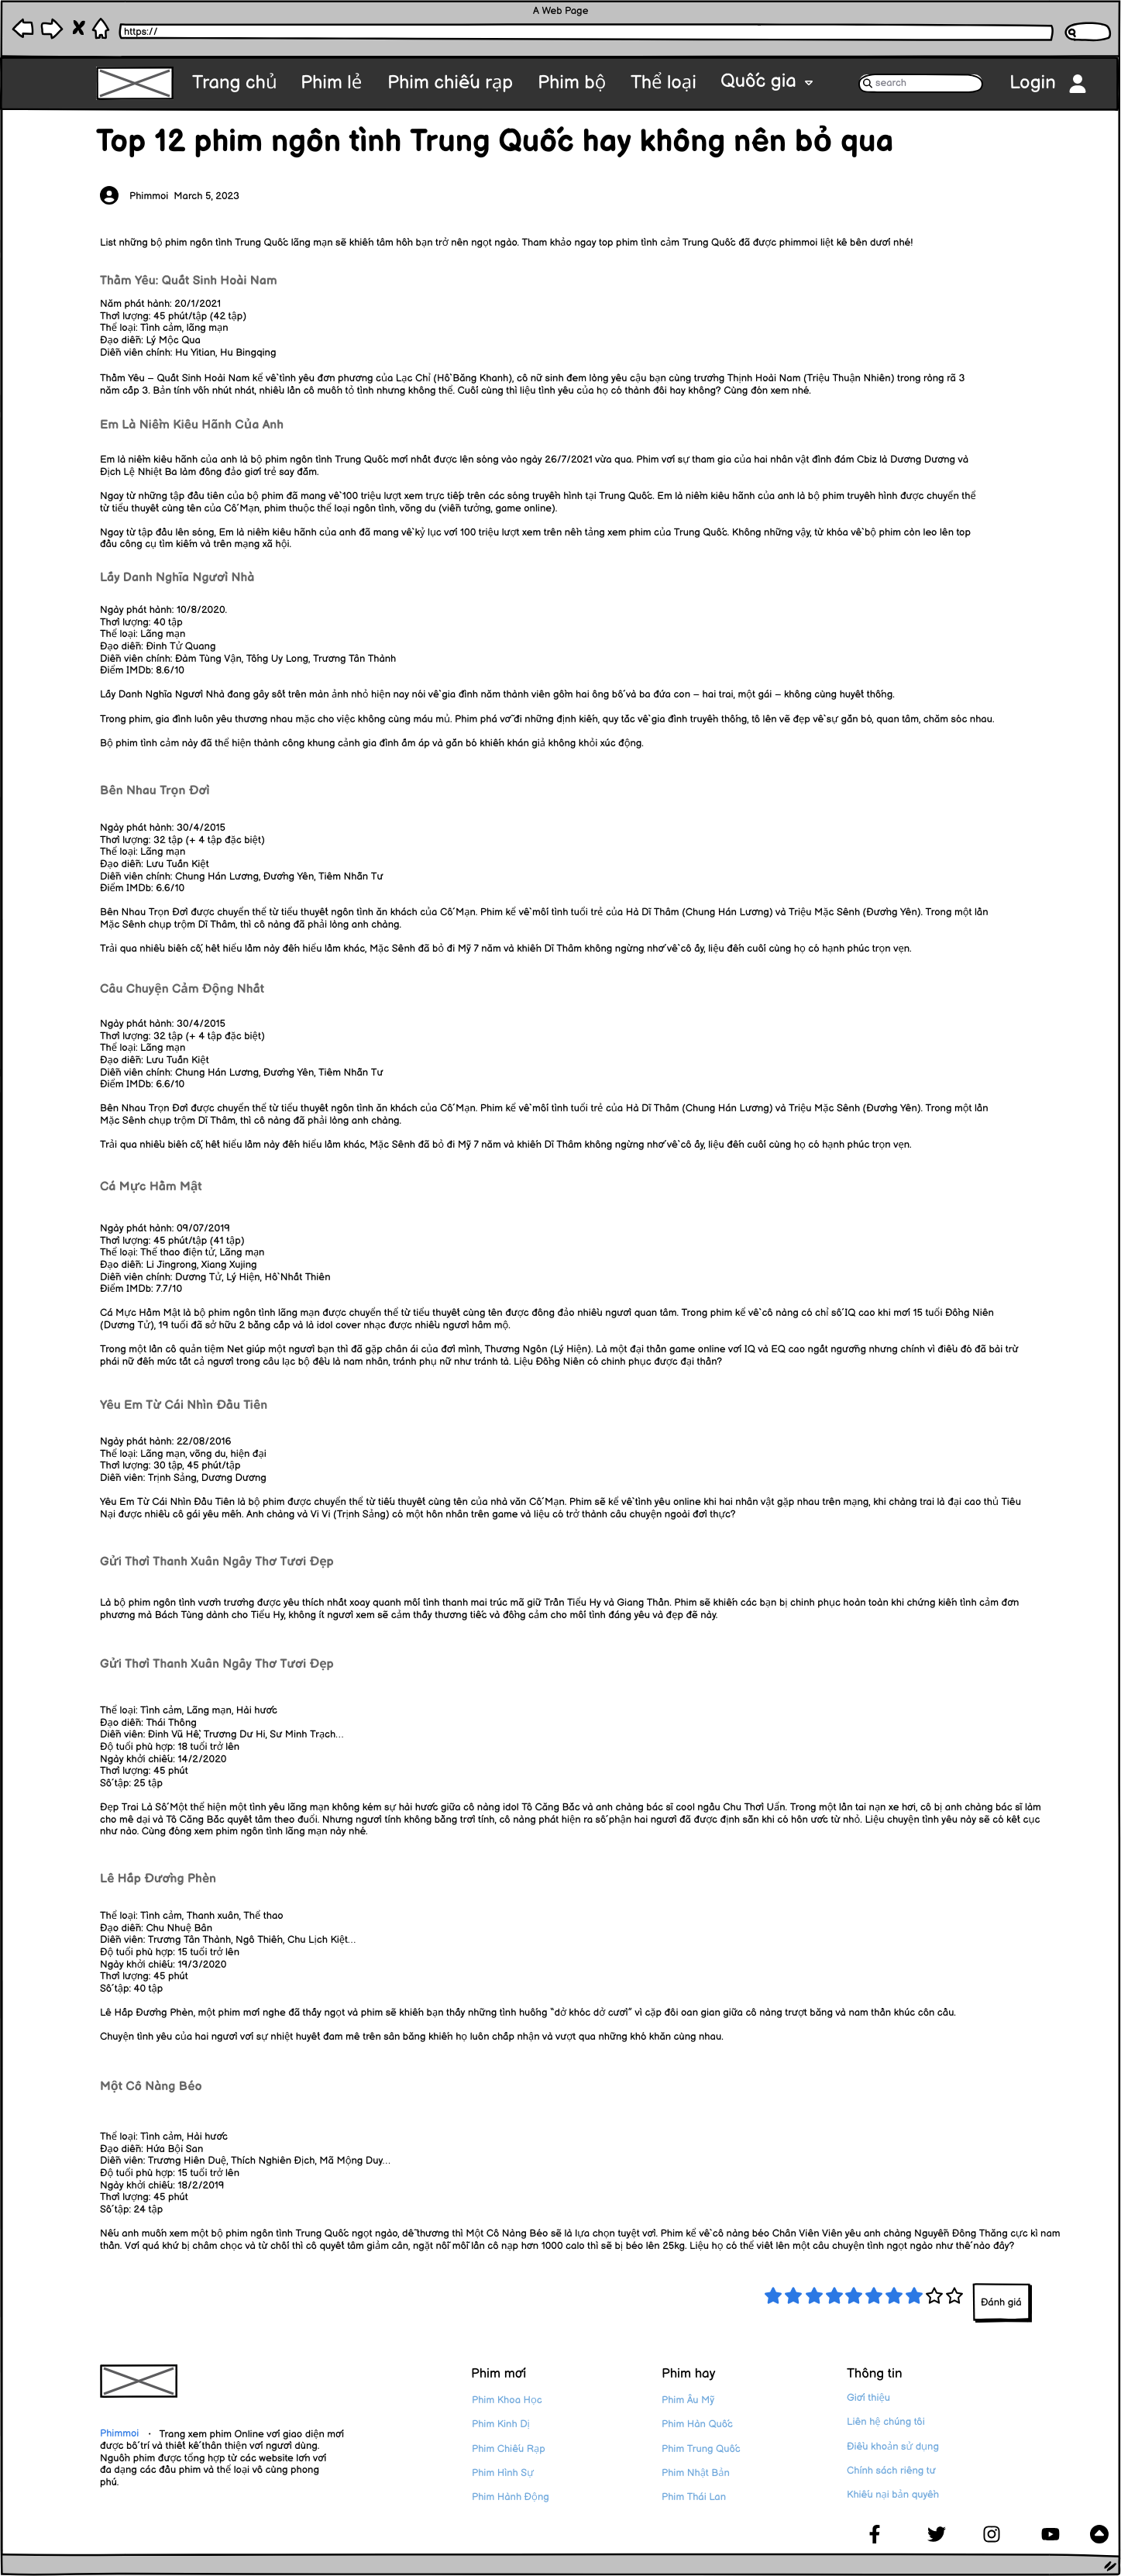 A Web Page
https://
Trang chủ Phim lẻ Phim chiếu rạp Phim bộ Thể loại Quốc gia search Login
Top 12 phim ngôn tình Trung Quốc hay không nên bỏ qua
Phimmoi March 5, 2023
List những bộ phim ngôn tình Trung Quốc lãng mạn sẽ khiến tâm hồn bạn trở nên ngọt ngào. Tham khảo ngay top phim tình cảm Trung Quốc đã được phimmoi liệt kê bên dưới nhé!
Thầm Yêu: Quất Sinh Hoài Nam
Năm phát hành: 20/1/2021
Thời lượng: 45 phút/tập (42 tập)
Thể loại: Tình cảm, lãng mạn
Đạo diễn: Lý Mộc Qua
Diễn viên chính: Hu Yitian, Hu Bingqing
Thầm Yêu – Quất Sinh Hoài Nam kể về tình yêu đơn phương của Lạc Chỉ (Hồ Băng Khanh), cô nữ sinh đem lòng yêu cậu bạn cùng trường Thịnh Hoài Nam (Triệu Thuận Nhiên) trong ròng rã 3
năm cấp 3. Bản tính vốn nhút nhát, nhiều lần cô muốn tỏ tình nhưng không thể. Cuối cùng thì liệu tình yêu của họ có thành đôi hay không? Cùng đón xem nhé.
Em Là Niềm Kiêu Hãnh Của Anh
Em là niềm kiêu hãnh của anh là bộ phim ngôn tình Trung Quốc mới nhất được lên sóng vào ngày 26/7/2021 vừa qua. Phim với sự tham gia của hai nhân vật đình đám Cbiz là Dương Dương và
Địch Lệ Nhiệt Ba làm đông đảo giới trẻ say đắm.
Ngay từ những tập đầu tiên của bộ phim đã mang về 100 triệu lượt xem trực tiếp trên các sóng truyền hình tại Trung Quốc. Em là niềm kiêu hãnh của anh là bộ phim truyền hình được chuyển thể
từ tiểu thuyết cùng tên của Cố Mạn, phim thuộc thể loại ngôn tình, võng du (viễn tưởng, game online).
Ngay từ tập đầu lên sóng, Em là niềm kiêu hãnh của anh đã mang về kỷ lục với 100 triệu lượt xem trên nền tảng xem phim của Trung Quốc. Không những vậy, từ khóa về bộ phim còn leo lên top
đầu công cụ tìm kiếm và trên mạng xã hội.
Lấy Danh Nghĩa Người Nhà
Ngày phát hành: 10/8/2020.
Thời lượng: 40 tập
Thể loại: Lãng mạn
Đạo diễn: Đinh Tử Quang
Diễn viên chính: Đàm Tùng Vận, Tống Uy Long, Trương Tân Thành
Điểm IMDb: 8.6/10
Lấy Danh Nghĩa Người Nhà đang gây sốt trên màn ảnh nhỏ hiện nay nói về gia đình năm thành viên gồm hai ông bố và ba đứa con – hai trai, một gái – không cùng huyết thống.
Trong phim, gia đình luôn yêu thương nhau mặc cho việc không cùng máu mủ. Phim phá vỡ đi những định kiến, quy tắc về gia đình truyền thống, tô lên vẻ đẹp về sự gắn bó, quan tâm, chăm sóc nhau.
Bộ phim tình cảm này đã thể hiện thành công khung cảnh gia đình ấm áp và gắn bó khiến khán giả không khỏi xúc động.
Bên Nhau Trọn Đời
Ngày phát hành: 30/4/2015
Thời lượng: 32 tập (+ 4 tập đặc biệt)
Thể loại: Lãng mạn
Đạo diễn: Lưu Tuấn Kiệt
Diễn viên chính: Chung Hán Lương, Đường Yên, Tiêm Nhân Tư
Điểm IMDb: 6.6/10
Bên Nhau Trọn Đời được chuyển thể từ tiểu thuyết ngôn tình ăn khách của Cố Mạn. Phim kể về mối tình tuổi trẻ của Hà Dĩ Thâm (Chung Hán Lương) và Triệu Mặc Sênh (Đường Yên). Trong một lần
Mặc Sênh chụp trộm Dĩ Thâm, thì cô nàng đã phải lòng anh chàng.
Trải qua nhiều biến cố, hết hiểu lầm này đến hiểu lầm khác, Mặc Sênh đã bỏ đi Mỹ 7 năm và khiến Dĩ Thâm không ngừng nhớ về cô ấy, liệu đến cuối cùng họ có hạnh phúc trọn vẹn.
Câu Chuyện Cảm Động Nhất
Ngày phát hành: 30/4/2015
Thời lượng: 32 tập (+ 4 tập đặc biệt)
Thể loại: Lãng mạn
Đạo diễn: Lưu Tuấn Kiệt
Diễn viên chính: Chung Hán Lương, Đường Yên, Tiêm Nhân Tư
Điểm IMDb: 6.6/10
Bên Nhau Trọn Đời được chuyển thể từ tiểu thuyết ngôn tình ăn khách của Cố Mạn. Phim kể về mối tình tuổi trẻ của Hà Dĩ Thâm (Chung Hán Lương) và Triệu Mặc Sênh (Đường Yên). Trong một lần
Mặc Sênh chụp trộm Dĩ Thâm, thì cô nàng đã phải lòng anh chàng.
Trải qua nhiều biến cố, hết hiểu lầm này đến hiểu lầm khác, Mặc Sênh đã bỏ đi Mỹ 7 năm và khiến Dĩ Thâm không ngừng nhớ về cô ấy, liệu đến cuối cùng họ có hạnh phúc trọn vẹn.
Cá Mực Hầm Mật
Ngày phát hành: 09/07/2019
Thời lượng: 45 phút/tập (41 tập)
Thể loại: Thể thao điện tử, Lãng mạn
Đạo diễn: Li Jingrong, Xiang Xujing
Diễn viên chính: Dương Tử, Lý Hiện, Hồ Nhất Thiên
Điểm IMDb: 7.7/10
Cá Mực Hầm Mật là bộ phim ngôn tình lãng mạn được chuyển thể từ tiểu thuyết cùng tên được đông đảo nhiều người quan tâm. Trong phim kể về cô nàng có chỉ số IQ cao khi mới 15 tuổi Đồng Niên
(Dương Tử), 19 tuổi đã sở hữu 2 bằng cấp và là idol cover nhạc được nhiều người hâm mộ.
Trong một lần cô quản tiệm Net giúp một người bạn thì đã gặp chân ái của đời mình, Thương Ngôn (Lý Hiện). Là một đại thần game online với IQ và EQ cao ngất ngưỡng nhưng chính vì điều đó đã bài trừ
phái nữ đến mức tất cả người trong câu lạc bộ đều là nam nhân, tránh phụ nữ như tránh tà. Liệu Đồng Niên có chinh phục được đại thần?
Yêu Em Từ Cái Nhìn Đầu Tiên
Ngày phát hành: 22/08/2016
Thể loại: Lãng mạn, võng du, hiện đại
Thời lượng: 30 tập, 45 phút/tập
Diễn viên: Trịnh Sảng, Dương Dương
Yêu Em Từ Cái Nhìn Đầu Tiên là bộ phim được chuyển thể từ tiểu thuyết cùng tên của nhà văn Cố Mạn. Phim sẽ kể về tình yêu online khi hai nhân vật gặp nhau trên mạng, khi chàng trai là đại cao thủ Tiêu
Nại được nhiều cô gái yêu mến. Anh chàng và Vi Vi (Trịnh Sảng) có một hôn nhân trên game và liệu có trở thành câu chuyện ngoài đời thực?
Gửi Thời Thanh Xuân Ngây Thơ Tươi Đẹp
Là bộ phim ngôn tình vườn trường được yêu thích nhất xoay quanh mối tình thanh mai trúc mã giữ Trần Tiểu Hy và Giang Thần. Phim sẽ khiến các bạn bị chinh phục hoàn toàn khi chứng kiến tình cảm đơn
phương mà Bách Tùng dành cho Tiểu Hy, không ít người xem sẽ cảm thấy thương tiếc và đồng cảm cho mối tình đáng yêu và đẹp đẽ này.
Gửi Thời Thanh Xuân Ngây Thơ Tươi Đẹp
Thể loại: Tình cảm, Lãng mạn, Hài hước
Đạo diễn: Thái Thông
Diễn viên: Đinh Vũ Hề, Trương Dư Hi, Sư Minh Trạch...
Độ tuổi phù hợp: 18 tuổi trở lên
Ngày khởi chiếu: 14/2/2020
Thời lượng: 45 phút
Số tập: 25 tập
Đẹp Trai Là Số Một thể hiện một tình yêu lãng mạn không kém sự hài hước giữa cô nàng idol Tô Căng Bắc và anh chàng bác sĩ cool ngầu Chu Thời Uẩn. Trong một lần tai nạn xe hơi, cô bị anh chàng bác sĩ làm
cho mê dại và Tô Căng Bắc quyết tâm theo đuổi. Nhưng người tính không bằng trời tính, cô nàng phát hiện ra số phận hai người đã được định sẵn khi có hôn ước từ nhỏ. Liệu chuyện tình yêu này sẽ có kết cục
như nào. Cùng đóng xem phim ngôn tình lãng mạn này nhé.
Lê Hấp Đường Phèn
Thể loại: Tình cảm, Thanh xuân, Thể thao
Đạo diễn: Chu Nhuệ Bân
Diễn viên: Trương Tân Thành, Ngô Thiến, Chu Lịch Kiệt...
Độ tuổi phù hợp: 15 tuổi trở lên
Ngày khởi chiếu: 19/3/2020
Thời lượng: 45 phút
Số tập: 40 tập
Lê Hấp Đường Phèn, một phim mới nghe đã thấy ngọt và phim sẽ khiến bạn thấy những tình huống “dở khóc dở cười” vì cặp đôi oan gian giữa cô nàng trượt băng và nam thần khúc côn cầu.
Chuyện tình yêu của hai người với sự nhiệt huyết đam mê trên sân băng khiến họ luôn chấp nhận và vượt qua những khó khăn cùng nhau.
Một Cô Nàng Béo
Thể loại: Tình cảm, Hài hước
Đạo diễn: Hứa Bội San
Diễn viên: Trương Hiên Duệ, Thích Nghiên Địch, Mã Mộng Duy...
Độ tuổi phù hợp: 15 tuổi trở lên
Ngày khởi chiếu: 18/2/2019
Thời lượng: 45 phút
Số tập: 24 tập
Nếu anh muốn xem một bộ phim ngôn tình Trung Quốc ngọt ngào, dễ thương thì Một Cô Nàng Béo sẽ là lựa chọn tuyệt vời. Phim kể về cô nàng béo Chân Viên Viên yêu anh chàng Nguyễn Đông Thăng cực kì nam
thần. Với quá khứ bị châm chọc và từ chối thì cô quyết tâm giảm cân, ngặt nỗi mỗi lần cô nạp hơn 1000 calo thì sẽ bị béo lên 25kg. Liệu họ có thể viết lên một câu chuyện tình ngọt ngào như thế nào đây?
Đánh giá
Phimmoi · Trang xem phim Online với giao diện mới
được bố trí và thiết kế thân thiện với người dùng.
Nguồn phim được tổng hợp từ các website lớn với
đa dạng các đầu phim và thể loại vô cùng phong
phú.
Phim mới
Phim Khoa Học
Phim Kinh Dị
Phim Chiếu Rạp
Phim Hình Sự
Phim Hành Động
Phim hay
Phim Âu Mỹ
Phim Hàn Quốc
Phim Trung Quốc
Phim Nhật Bản
Phim Thái Lan
Thông tin
Giới thiệu
Liên hệ chúng tôi
Điều khoản sử dụng
Chính sách riêng tư
Khiếu nại bản quyền